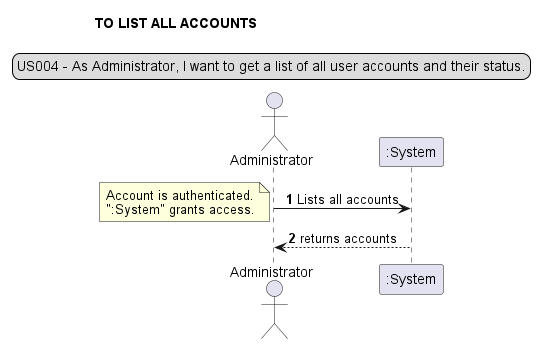 TO LIST ALL ACCOUNTS
US004 - As Administrator, I want to get a list of all user accounts and their status.
Administrator
:System
Account is authenticated.
":System" grants access.
1 Lists all accounts
2 returns accounts
Administrator
:System